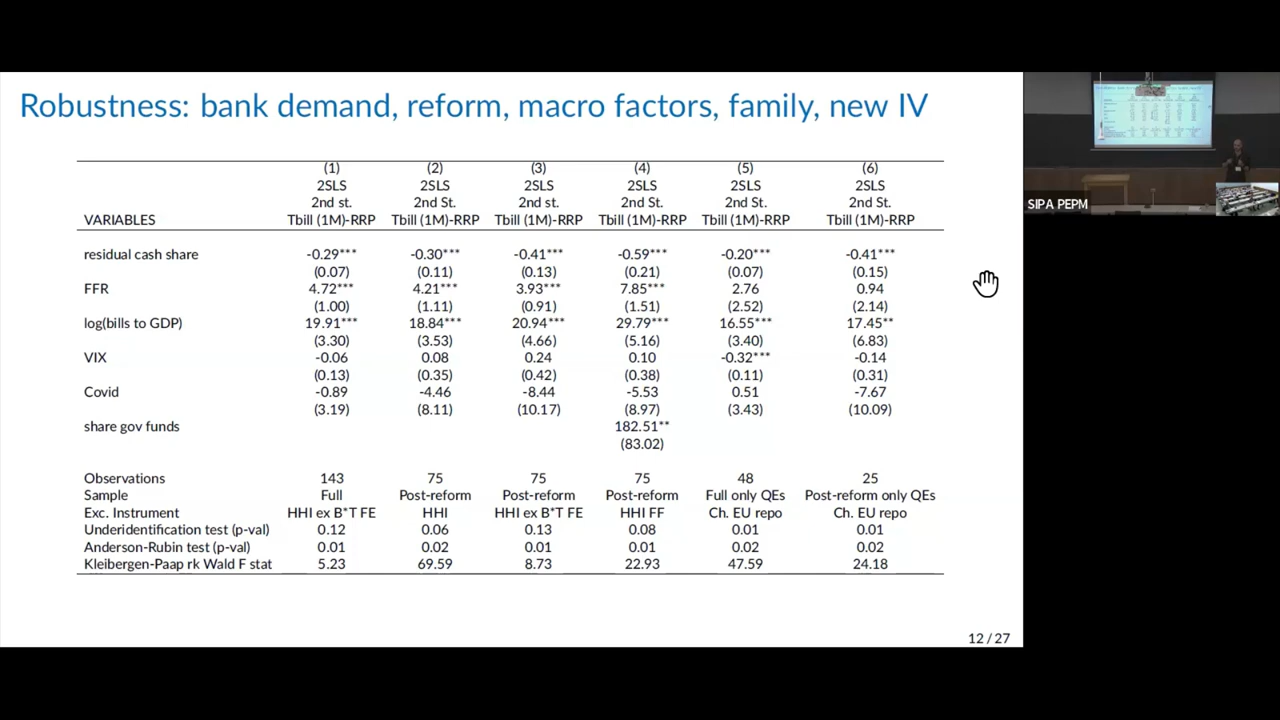 Robustness: bank demand, reform, macro factors, family, new IV
(1) (2) (3) (4) (5) (6)
2SLS 2SLS 2SLS 2SLS 2SLS 2SLS
2nd st. 2nd St. 2nd st. 2nd St. 2nd St. 2nd St.
VARIABLES Tbill (1M)-RRP Tbill (1M)-RRP Tbill (1M)-RRP Tbill (1M)-RRP Tbill (1M)-RRP Tbill (1M)-RRP
residual cash share -0.29*** -0.30*** -0.41*** -0.59*** -0.20*** -0.41***
(0.07) (0.11) (0.13) (0.21) (0.07) (0.15)
FFR 4.72*** 4.21*** 3.93*** 7.85*** 2.76 0.94
(1.00) (1.11) (0.91) (1.51) (2.52) (2.14)
log(bills to GDP) 19.91*** 18.84*** 20.94*** 29.79*** 16.55*** 17.45**
(3.30) (3.53) (4.66) (5.16) (3.40) (6.83)
VIX -0.06 0.08 0.24 0.10 -0.32*** -0.14
(0.13) (0.35) (0.42) (0.38) (0.11) (0.31)
Covid -0.89 -4.46 -8.44 -5.53 0.51 -7.67
(3.19) (8.11) (10.17) (8.97) (3.43) (10.09)
share gov funds 182.51**
(83.02)
Observations 143 75 75 75 48 25
Sample Full Post-reform Post-reform Post-reform Full only QEs Post-reform only QEs
Exc. Instrument HHI ex B*T FE HHI HHI ex B*T FE HHI FF Ch. EU repo Ch. EU repo
Underidentification test (p-val) 0.12 0.06 0.13 0.08 0.01 0.01
Anderson-Rubin test (p-val) 0.01 0.02 0.01 0.01 0.02 0.02
Kleibergen-Paap rk Wald F stat 5.23 69.59 8.73 22.93 47.59 24.18
12 / 27
SIPA PEPM